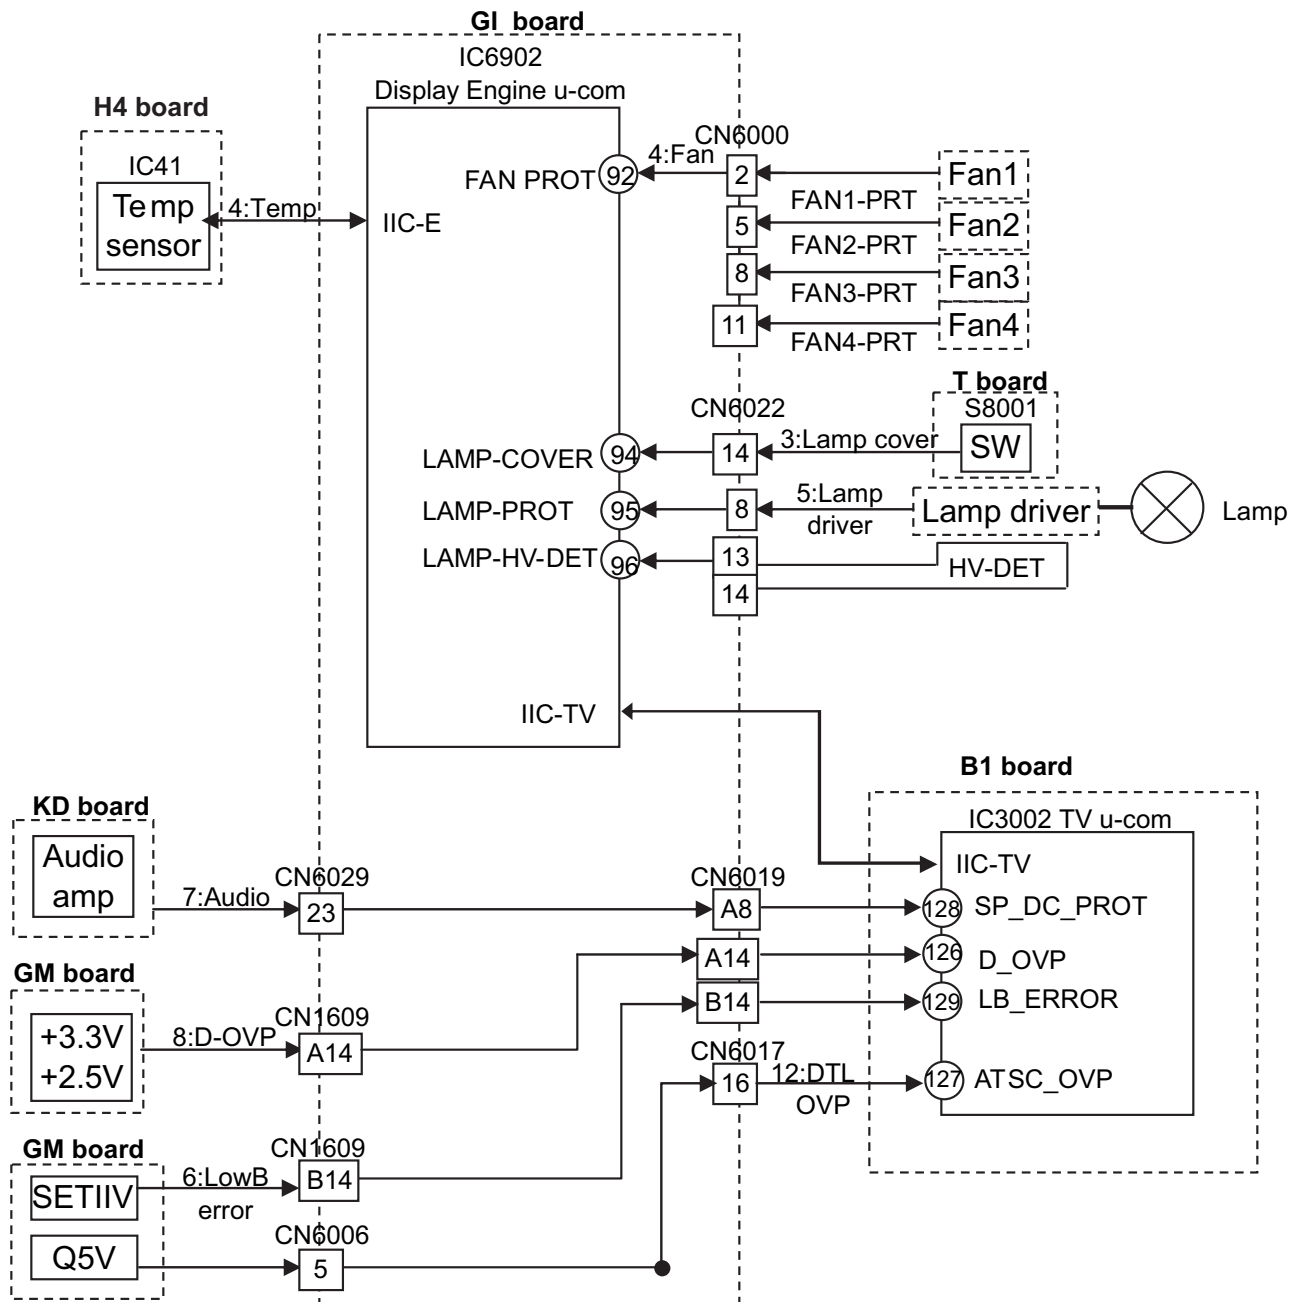 GI board
IC6902
Display Engine u-com
H4 board
IC41
Temp
sensor
4:Temp
IIC-E
FAN PROT
92
4:Fan
CN6000
2
FAN1-PRT
Fan1
5
FAN2-PRT
Fan2
8
FAN3-PRT
Fan3
11
FAN4-PRT
Fan4
T board
S8001
SW
CN6022
LAMP-COVER
94
14
3:Lamp cover
LAMP-PROT
95
8
5:Lamp
driver
Lamp driver
Lamp
LAMP-HV-DET
96
13
HV-DET
14
IIC-TV
B1 board
IC3002 TV u-com
IIC-TV
KD board
Audio
amp
7:Audio
CN6029
23
CN6019
A8
128
SP_DC_PROT
A14
126
D_OVP
B14
129
LB_ERROR
GM board
+3.3V
+2.5V
8:D-OVP
CN1609
A14
CN6017
16
12:DTL
OVP
127
ATSC_OVP
GM board
SETIIV
6:LowB
error
CN1609
B14
Q5V
CN6006
5